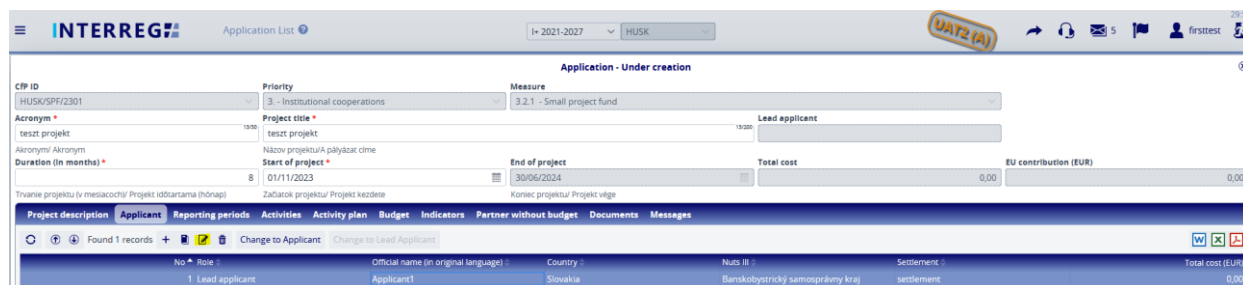 29:
INTERREG Application List I+ 2021-2027 HUSK UAT2 (A) 5 firsttest
Application - Under creation
CfP ID Priority Measure
HUSK/SPF/2301 3. - Institutional cooperations 3.2.1 - Small project fund
Acronym * Project title * Lead applicant
teszt projekt 13/50 teszt projekt 13/200
Akronym/ Akronym Názov projektu/A pályázat címe
Duration (in months) * Start of project * End of project Total cost EU contribution (EUR)
8 01/11/2023 30/06/2024 0,00 0,00
Trvanie projektu (v mesiacoch)/ Projekt időtartama (hónap) Začiatok projektu/ Projekt kezdete Koniec projektu/ Projekt vége
Project description Applicant Reporting periods Activities Activity plan Budget Indicators Partner without budget Documents Messages
Found 1 records Change to Applicant Change to Lead Applicant W X
No Role Official name (in original language) Country Nuts III Settlement Total cost (EUR)
1 Lead applicant Applicant1 Slovakia Banskobystrický samosprávny kraj settlement 0,00